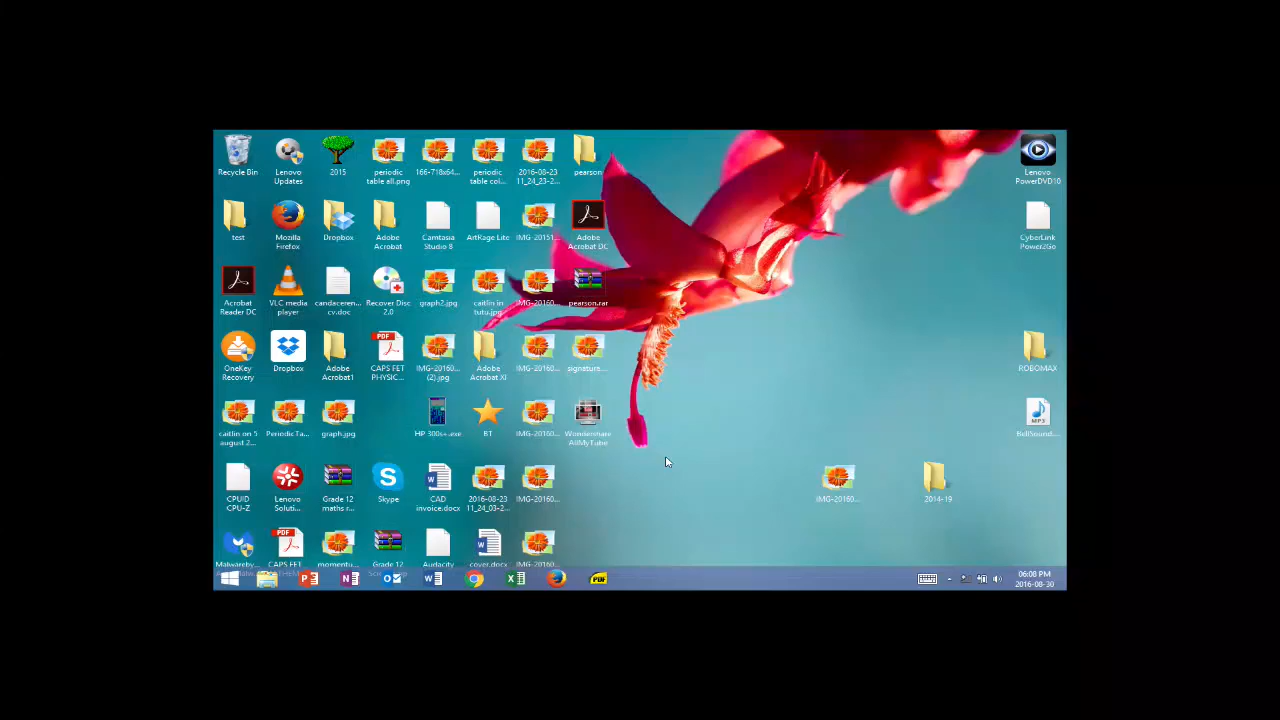 Recycle Bin
Lenovo Updates
2015
periodic table all.png
166-718x64...
periodic table col...
2016-08-23 11_24_23-2...
pearson
Lenovo PowerDVD10
test
Mozilla Firefox
Dropbox
Adobe Acrobat
Camtasia Studio 8
ArtRage Lite
IMG-20151...
Adobe Acrobat DC
CyberLink Power2Go
Acrobat Reader DC
VLC media player
candaceren... cv.doc
Recover Disc 2.0
graph2.jpg
caitlin in tutu.jpg
IMG-20160...
pearson.rar
OneKey Recovery
Dropbox
Adobe Acrobat1
PDF
CAPS FET PHYSIC...
IMG-20160... (2).jpg
Adobe Acrobat XI
IMG-20160...
signature...
ROBOMAX
caitlin on 5 august 2...
PeriodicTa...
graph.jpg
HP 300s+.exe
BT
IMG-20160...
Wondershare AllMyTube
MP3
BellSound...
CPUID CPU-Z
Lenovo Soluti...
Grade 12 maths r...
Skype
CAD invoice.docx
2016-08-23 11_24_03-2...
IMG-20160...
IMG-20160...
2014-19
Malwareby...
PDF
CAPS FET
momentu...
Grade 12
Audacity
cover.docx
IMG-20160...
PDF
06:08 PM
2016-08-30